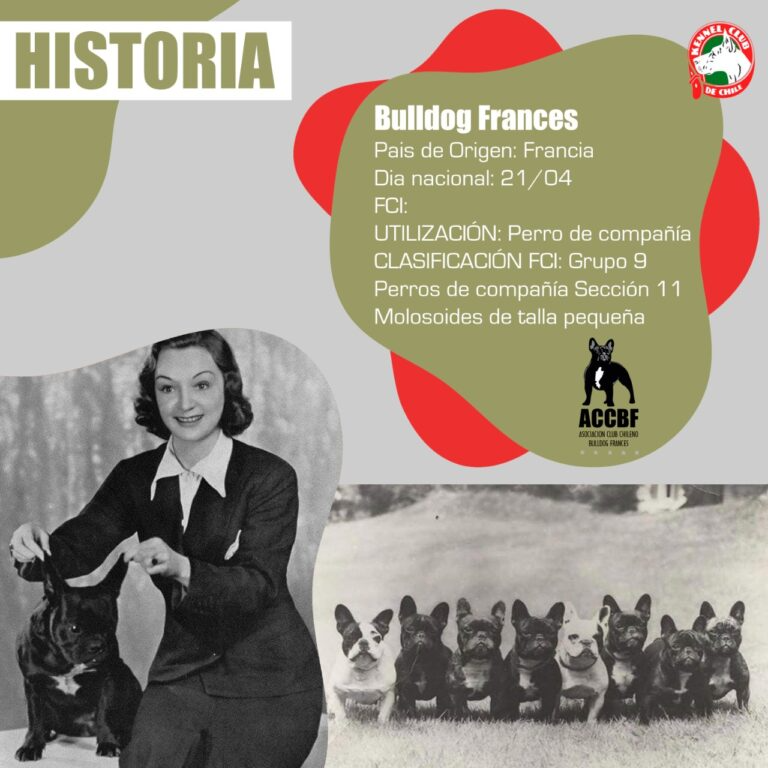 HISTORIA
KENNEL CLUB
DE CHILE
Bulldog Frances
Pais de Origen: Francia
Dia nacional: 21/04
FCI:
UTILIZACIÓN: Perro de compañía
CLASIFICACIÓN FCI: Grupo 9
Perros de compañía Sección 11
Molosoides de talla pequeña
ACCBF
ASOCIACION CLUB CHILENO
BULLDOG FRANCES